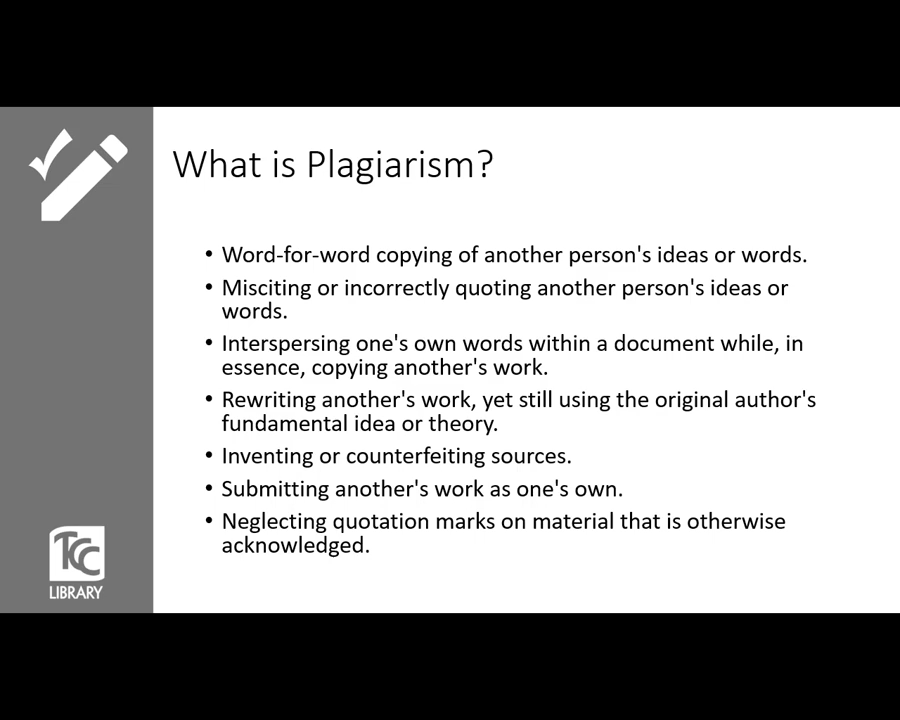 What is Plagiarism?
• Word-for-word copying of another person's ideas or words.
• Misciting or incorrectly quoting another person's ideas or
words.
• Interspersing one's own words within a document while, in
essence, copying another's work.
• Rewriting another's work, yet still using the original author's
fundamental idea or theory.
• Inventing or counterfeiting sources.
• Submitting another's work as one's own.
• Neglecting quotation marks on material that is otherwise
acknowledged.
TCC
LIBRARY